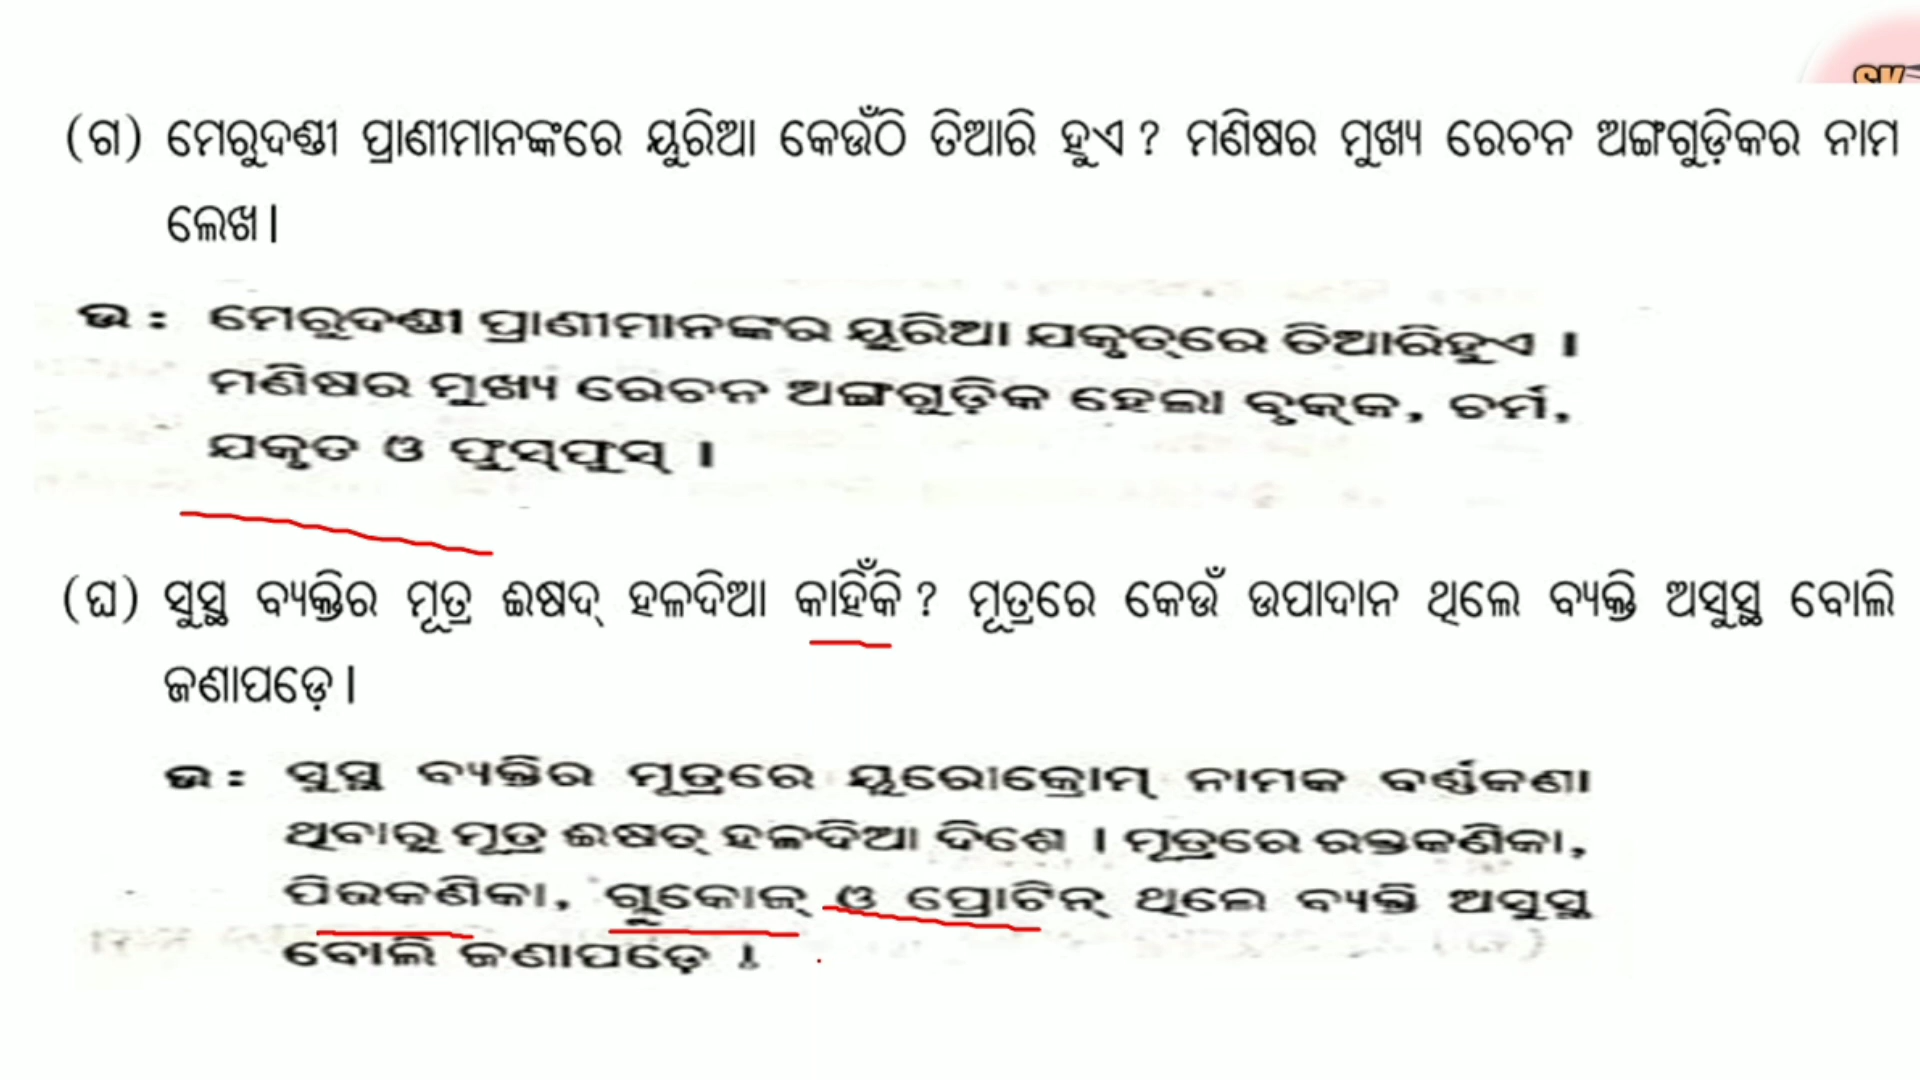 (ଗ) ମେରୁଦଣ୍ଡୀ ପ୍ରାଣୀମାନଙ୍କରେ ୟୁରିଆ କେଉଁଠି ତିଆରି ହୁଏ ? ମଣିଷର ମୁଖ୍ୟ ରେଚନ ଅଙ୍ଗଗୁଡ଼ିକର ନାମ
ଲେଖ।
ଉ : ମେରୁଦଣ୍ଡୀ ପ୍ରାଣୀମାନଙ୍କର ୟୁରିଆ ଯକୃତ୍‌ରେ ତିଆରିହୁଏ ।
ମଣିଷର ମୁଖ୍ୟ ରେଚନ ଅଙ୍ଗଗୁଡ଼ିକ ହେଲା ବୃକ୍‌କ, ଚର୍ମ,
ଯକୃତ ଓ ଫୁସ୍‌ଫୁସ୍ ।
(ଘ) ସୁସ୍ଥ ବ୍ୟକ୍ତିର ମୂତ୍ର ଈଷଦ୍ ହଳଦିଆ କାହିଁକି ? ମୂତ୍ରରେ କେଉଁ ଉପାଦାନ ଥିଲେ ବ୍ୟକ୍ତି ଅସୁସ୍ଥ ବୋଲି
ଜଣାପଡ଼େ।
ଉ : ସୁସ୍ଥ ବ୍ୟକ୍ତିର ମୂତ୍ରରେ ୟୂରୋକ୍ରୋମ୍ ନାମକ ବର୍ଣ୍ଣକଣା
ଥିବାରୁ ମୂତ୍ର ଈଷତ୍ ହଳଦିଆ ଦିଶେ । ମୂତ୍ରରେ ରକ୍ତକଣିକା,
ପିତ୍ତକଣିକା, ଗ୍ଲୁକୋଜ୍ ଓ ପ୍ରୋଟିନ୍ ଥିଲେ ବ୍ୟକ୍ତି ଅସୁସ୍ଥ
ବୋଲି ଜଣାପଡ଼େ ।